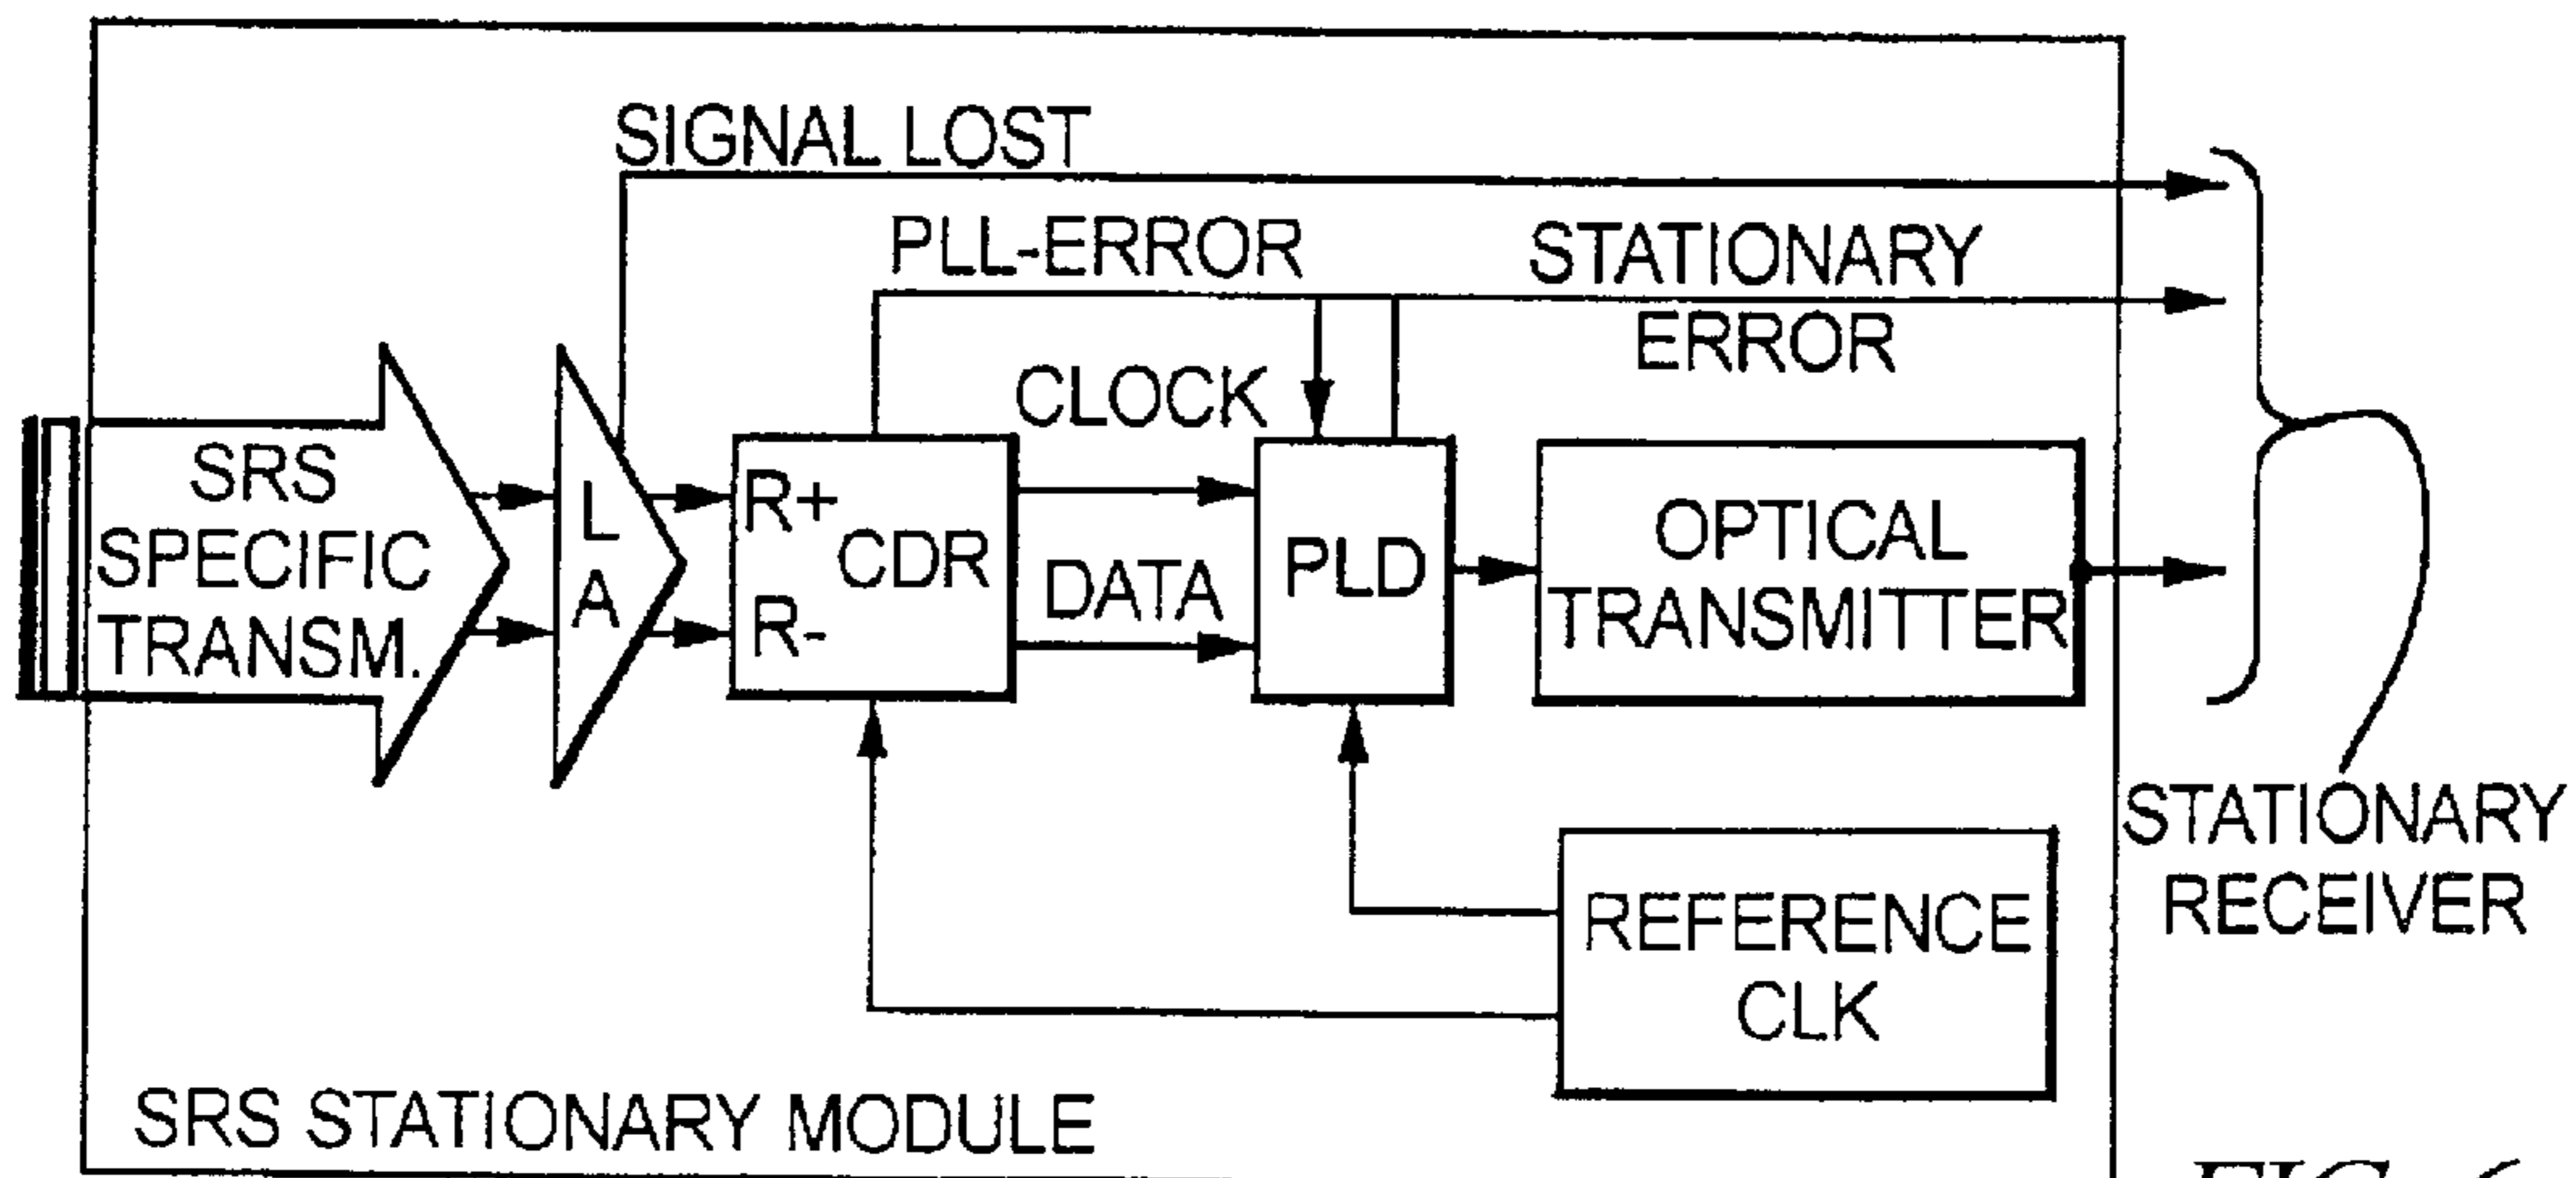 SIGNAL LOST
PLL-ERROR
STATIONARY
ERROR
CLOCK
SRS
SPECIFIC
TRANSM.
L
A
R+
CDR
R-
DATA
PLD
OPTICAL
TRANSMITTER
STATIONARY
RECEIVER
REFERENCE
CLK
SRS STATIONARY MODULE